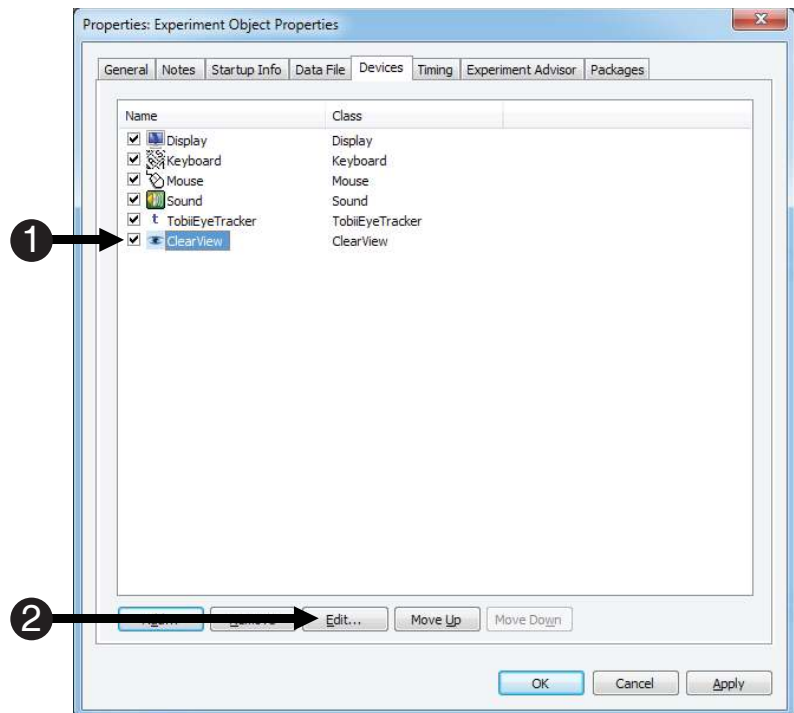 Properties: Experiment Object Properties
General Notes Startup Info Data File Devices Timing Experiment Advisor Packages
Name Class
Display Display
Keyboard Keyboard
Mouse Mouse
Sound Sound
t TobiiEyeTracker TobiiEyeTracker
1 ClearView ClearView
2 Edit... Move Up Move Down
OK Cancel Apply